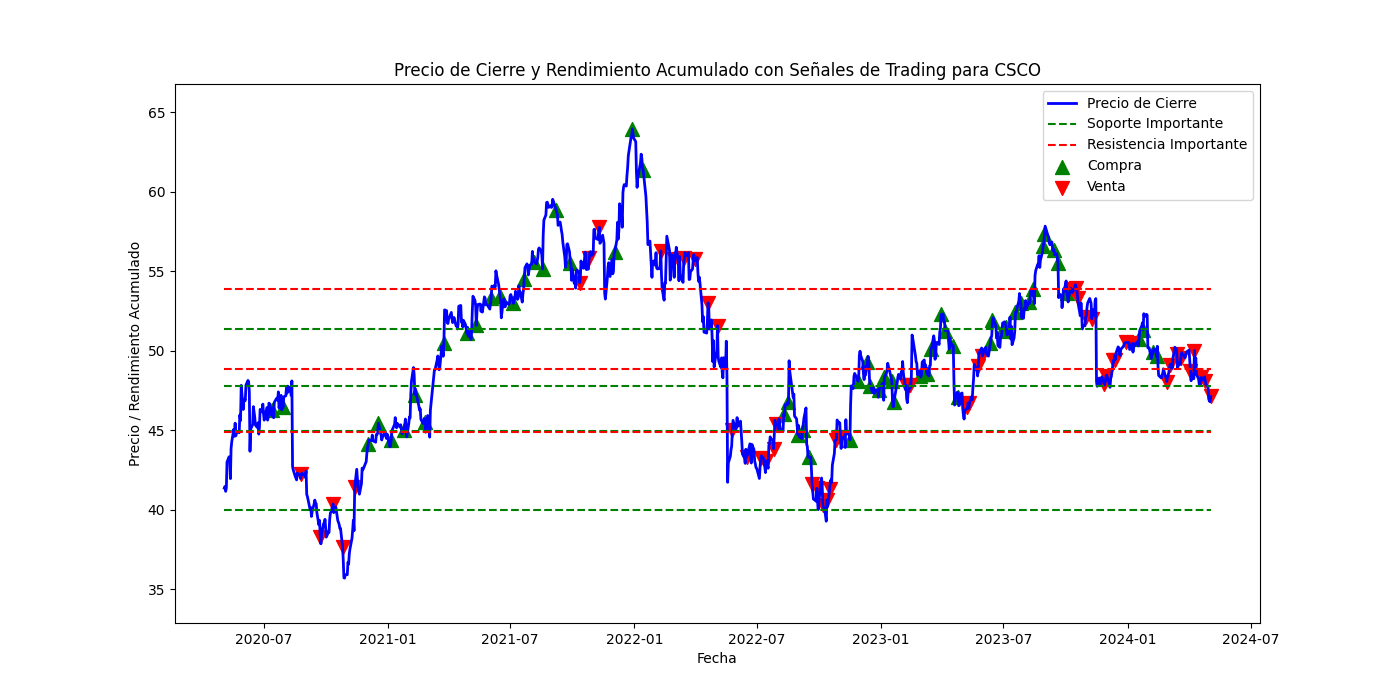 Precio de Cierre y Rendimiento Acumulado con Señales de Trading para CSCO
Precio de Cierre
Soporte Importante
Resistencia Importante
Compra
Venta
Precio / Rendimiento Acumulado
65
60
55
50
45
40
35
2020-07
2021-01
2021-07
2022-01
2022-07
2023-01
2023-07
2024-01
2024-07
Fecha